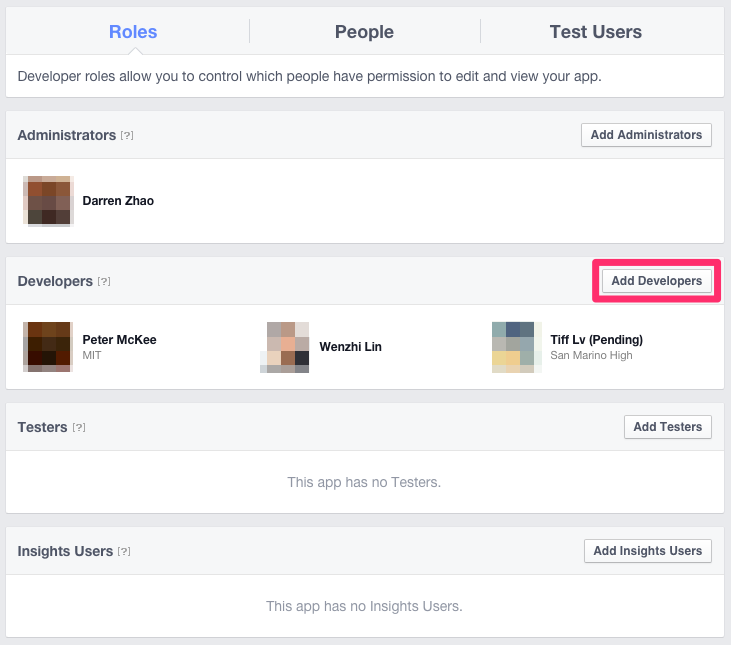 Roles
People
Test Users
Developer roles allow you to control which people have permission to edit and view your app.
Administrators [?]
Add Administrators
Darren Zhao
Developers [?]
Add Developers
Peter McKee
MIT
Wenzhi Lin
Tiff Lv (Pending)
San Marino High
Testers [?]
Add Testers
This app has no Testers.
Insights Users [?]
Add Insights Users
This app has no Insights Users.